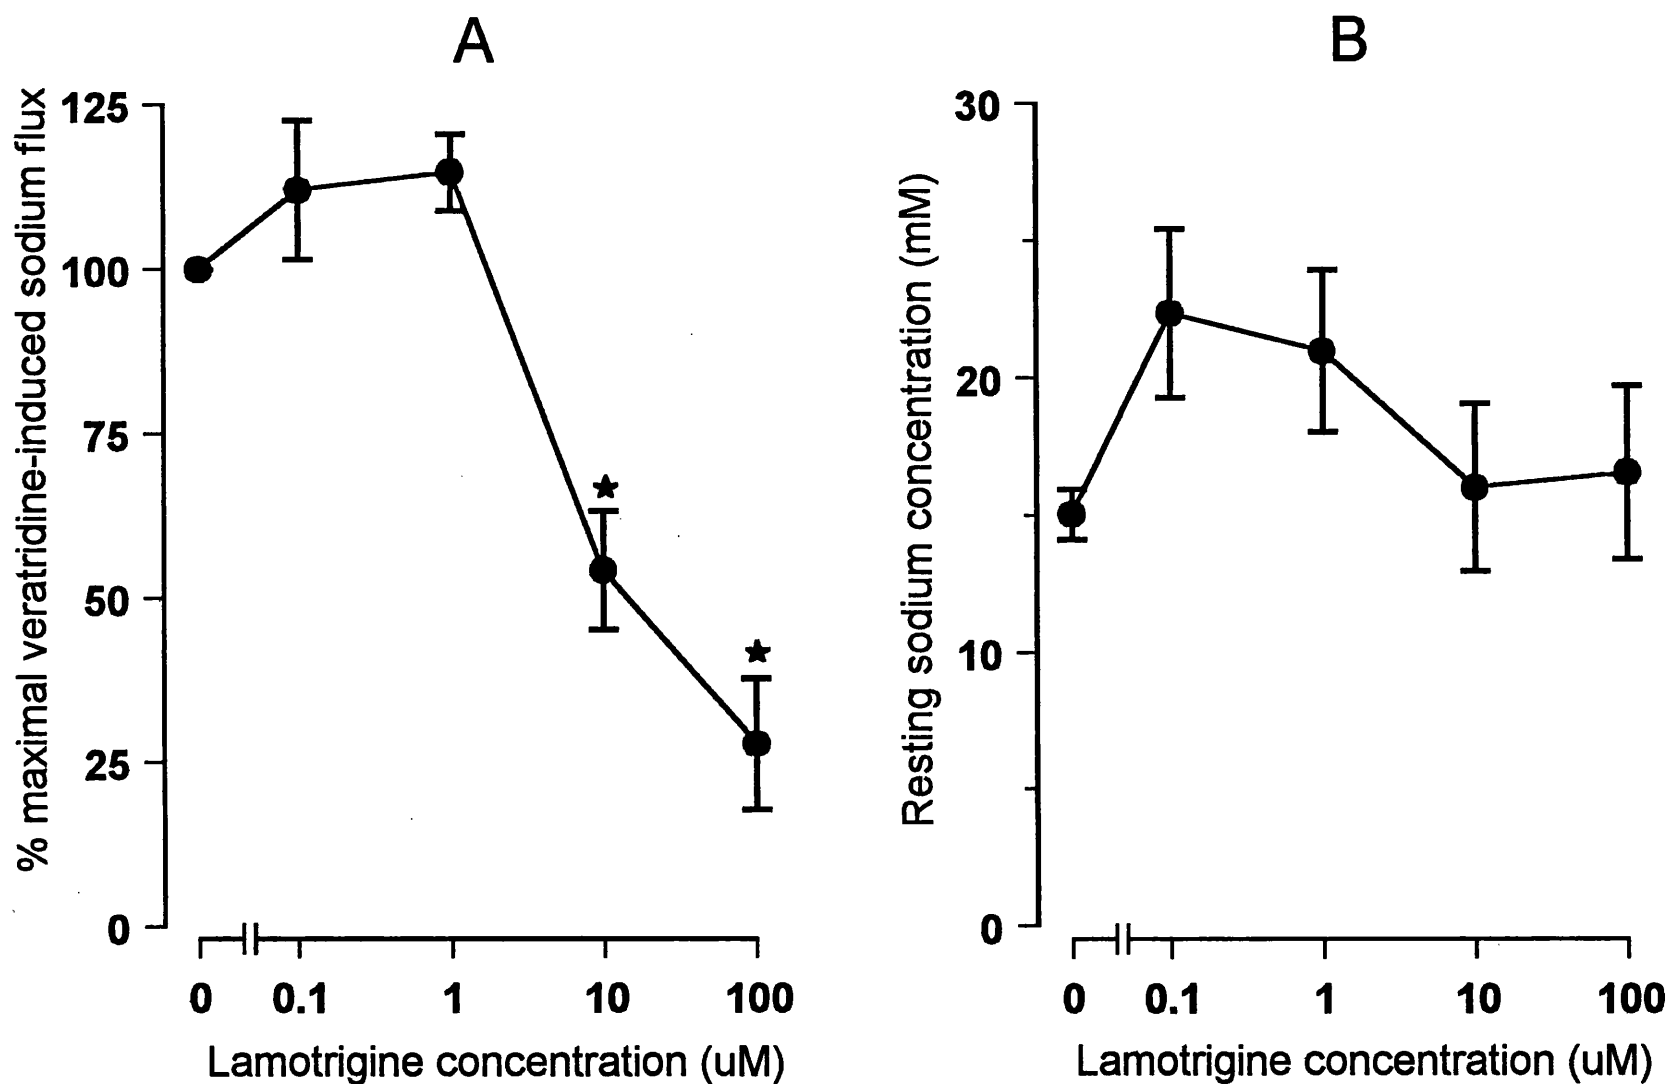 A
% maximal veratridine-induced sodium flux
125
100
75
50
25
0
0 0.1 1 10 100
Lamotrigine concentration (uM)
B
Resting sodium concentration (mM)
30
20
10
0
0 0.1 1 10 100
Lamotrigine concentration (uM)